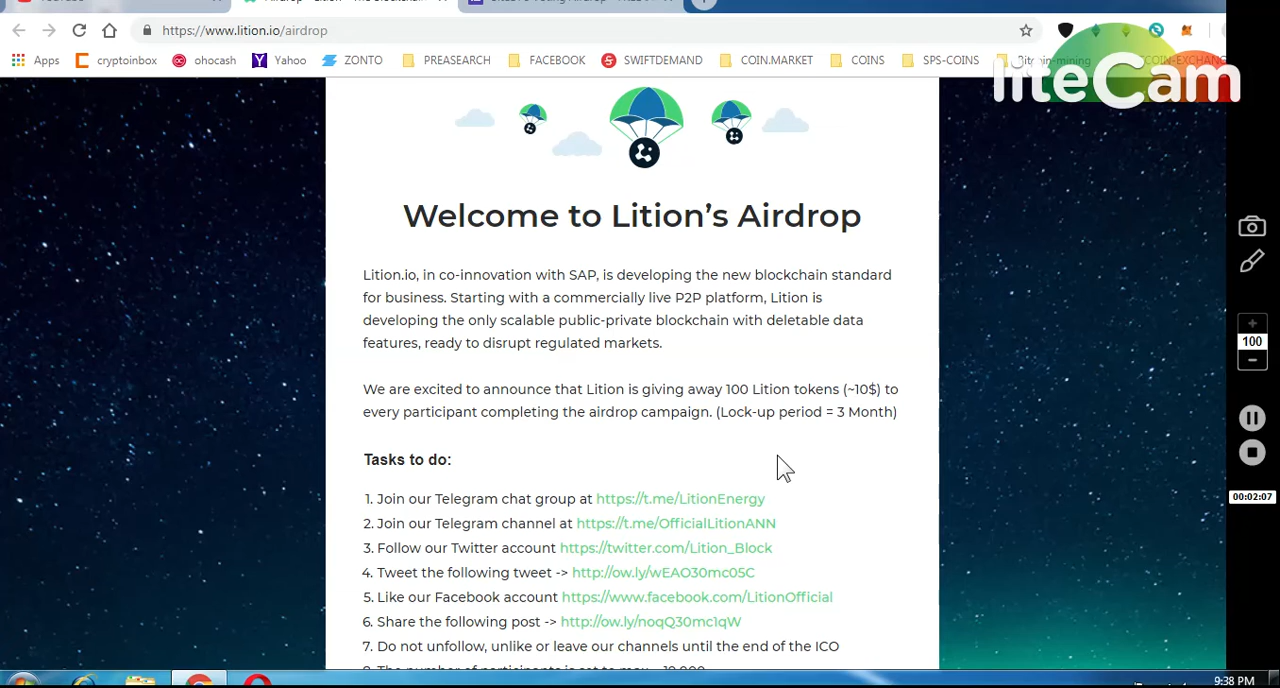 https://www.lition.io/airdrop
Apps cryptoinbox ohocash Yahoo ZONTO PREASEARCH FACEBOOK SWIFTDEMAND COIN.MARKET COINS SPS-COINS
liteCam
Welcome to Lition's Airdrop
Lition.io, in co-innovation with SAP, is developing the new blockchain standard
for business. Starting with a commercially live P2P platform, Lition is
developing the only scalable public-private blockchain with deletable data
features, ready to disrupt regulated markets.
We are excited to announce that Lition is giving away 100 Lition tokens (~10$) to
every participant completing the airdrop campaign. (Lock-up period = 3 Month)
Tasks to do:
1. Join our Telegram chat group at https://t.me/LitionEnergy
2. Join our Telegram channel at https://t.me/OfficialLitionANN
3. Follow our Twitter account https://twitter.com/Lition_Block
4. Tweet the following tweet -> http://ow.ly/wEAO30mc05C
5. Like our Facebook account https://www.facebook.com/LitionOfficial
6. Share the following post -> http://ow.ly/noqQ30mc1qW
7. Do not unfollow, unlike or leave our channels until the end of the ICO
100
00:02:07
9:38 PM